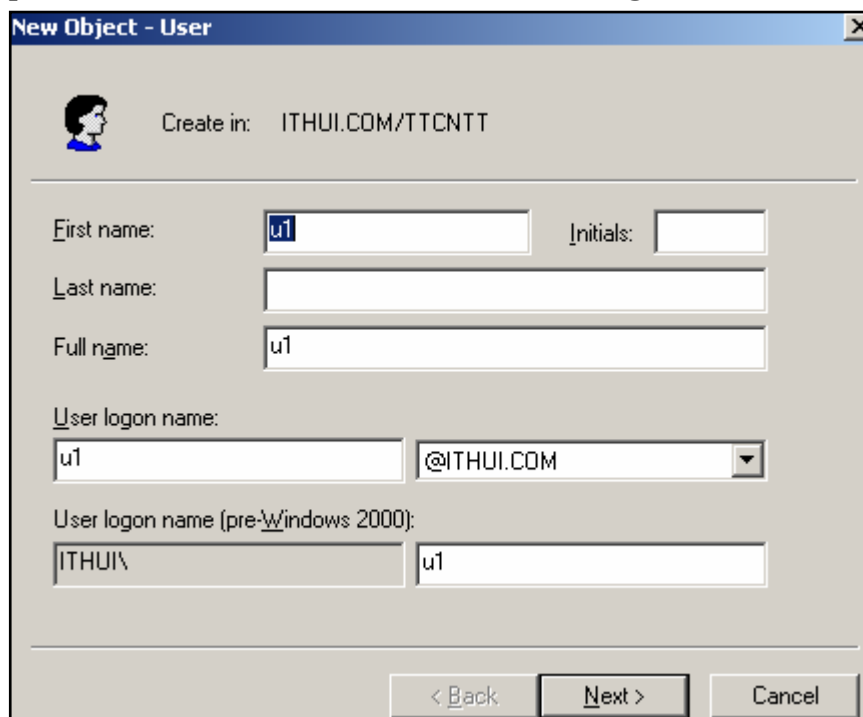 New Object - User
Create in: ITHUI.COM/TTCNTT
First name: u1 Initials:
Last name:
Full name: u1
User logon name:
u1 @ITHUI.COM
User logon name (pre-Windows 2000):
ITHUI\ u1
< Back Next > Cancel